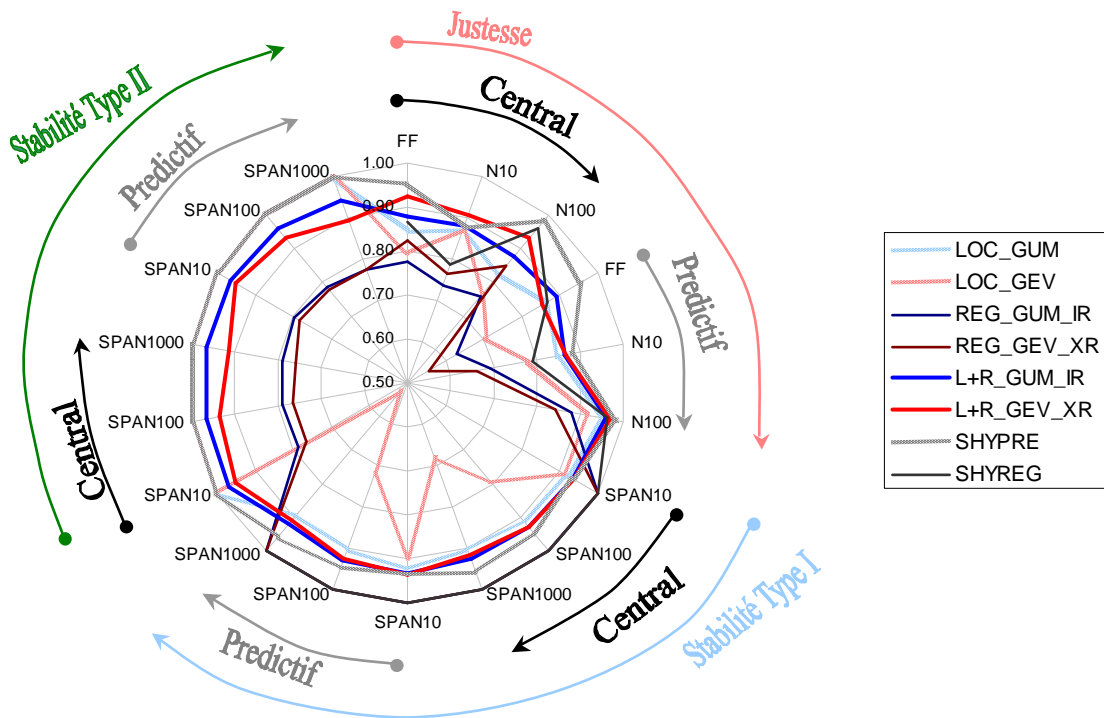 Justesse
Central
Predictif
Stabilité Type II
Predictif
Central
Stabilité Type I
Central
Predictif
FF
N10
N100
FF
N10
N100
SPAN10
SPAN100
SPAN1000
SPAN10
SPAN100
SPAN1000
SPAN10
SPAN100
SPAN1000
SPAN10
SPAN100
SPAN1000
1.00
0.90
0.80
0.70
0.60
0.50
LOC_GUM
LOC_GEV
REG_GUM_IR
REG_GEV_XR
L+R_GUM_IR
L+R_GEV_XR
SHYPRE
SHYREG